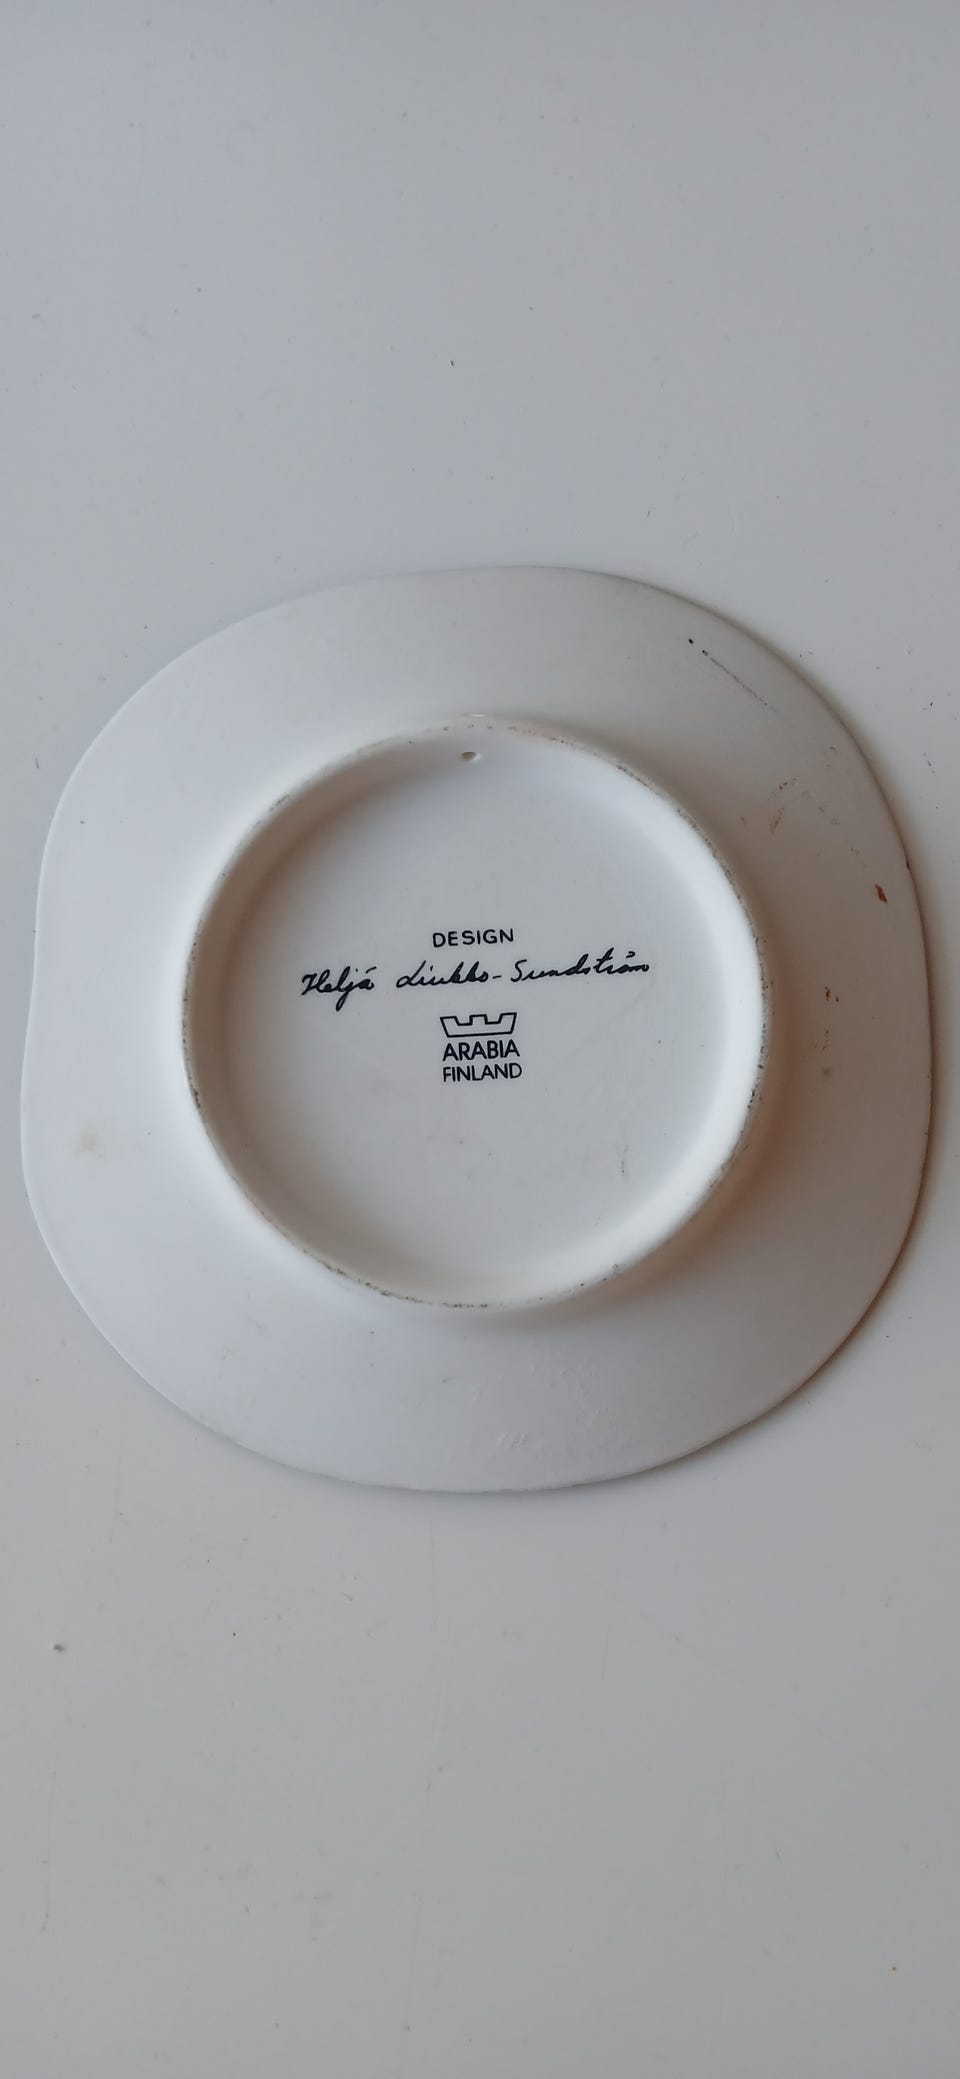 DESIGN
Heljä Liukko-Sundström
ARABIA
FINLAND